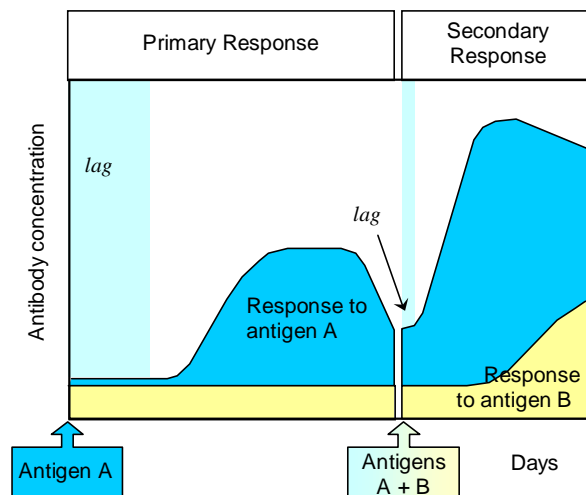 Primary Response
Secondary
Response
Antibody concentration
lag
lag
Response to
antigen A
Response
to antigen B
Antigen A
Antigens
A + B
Days